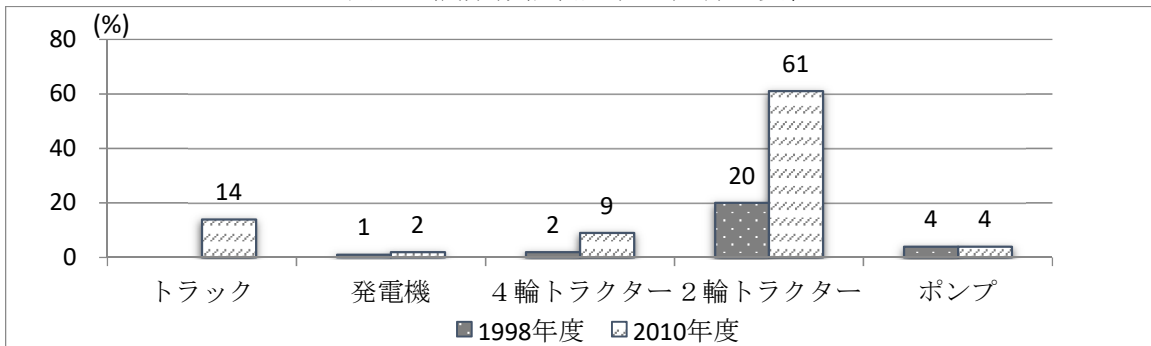 (%)
80
60
40
20
0
14
1
2
2
9
20
61
4
4
トラック
発電機
４輪トラクター
２輪トラクター
ポンプ
1998年度
2010年度